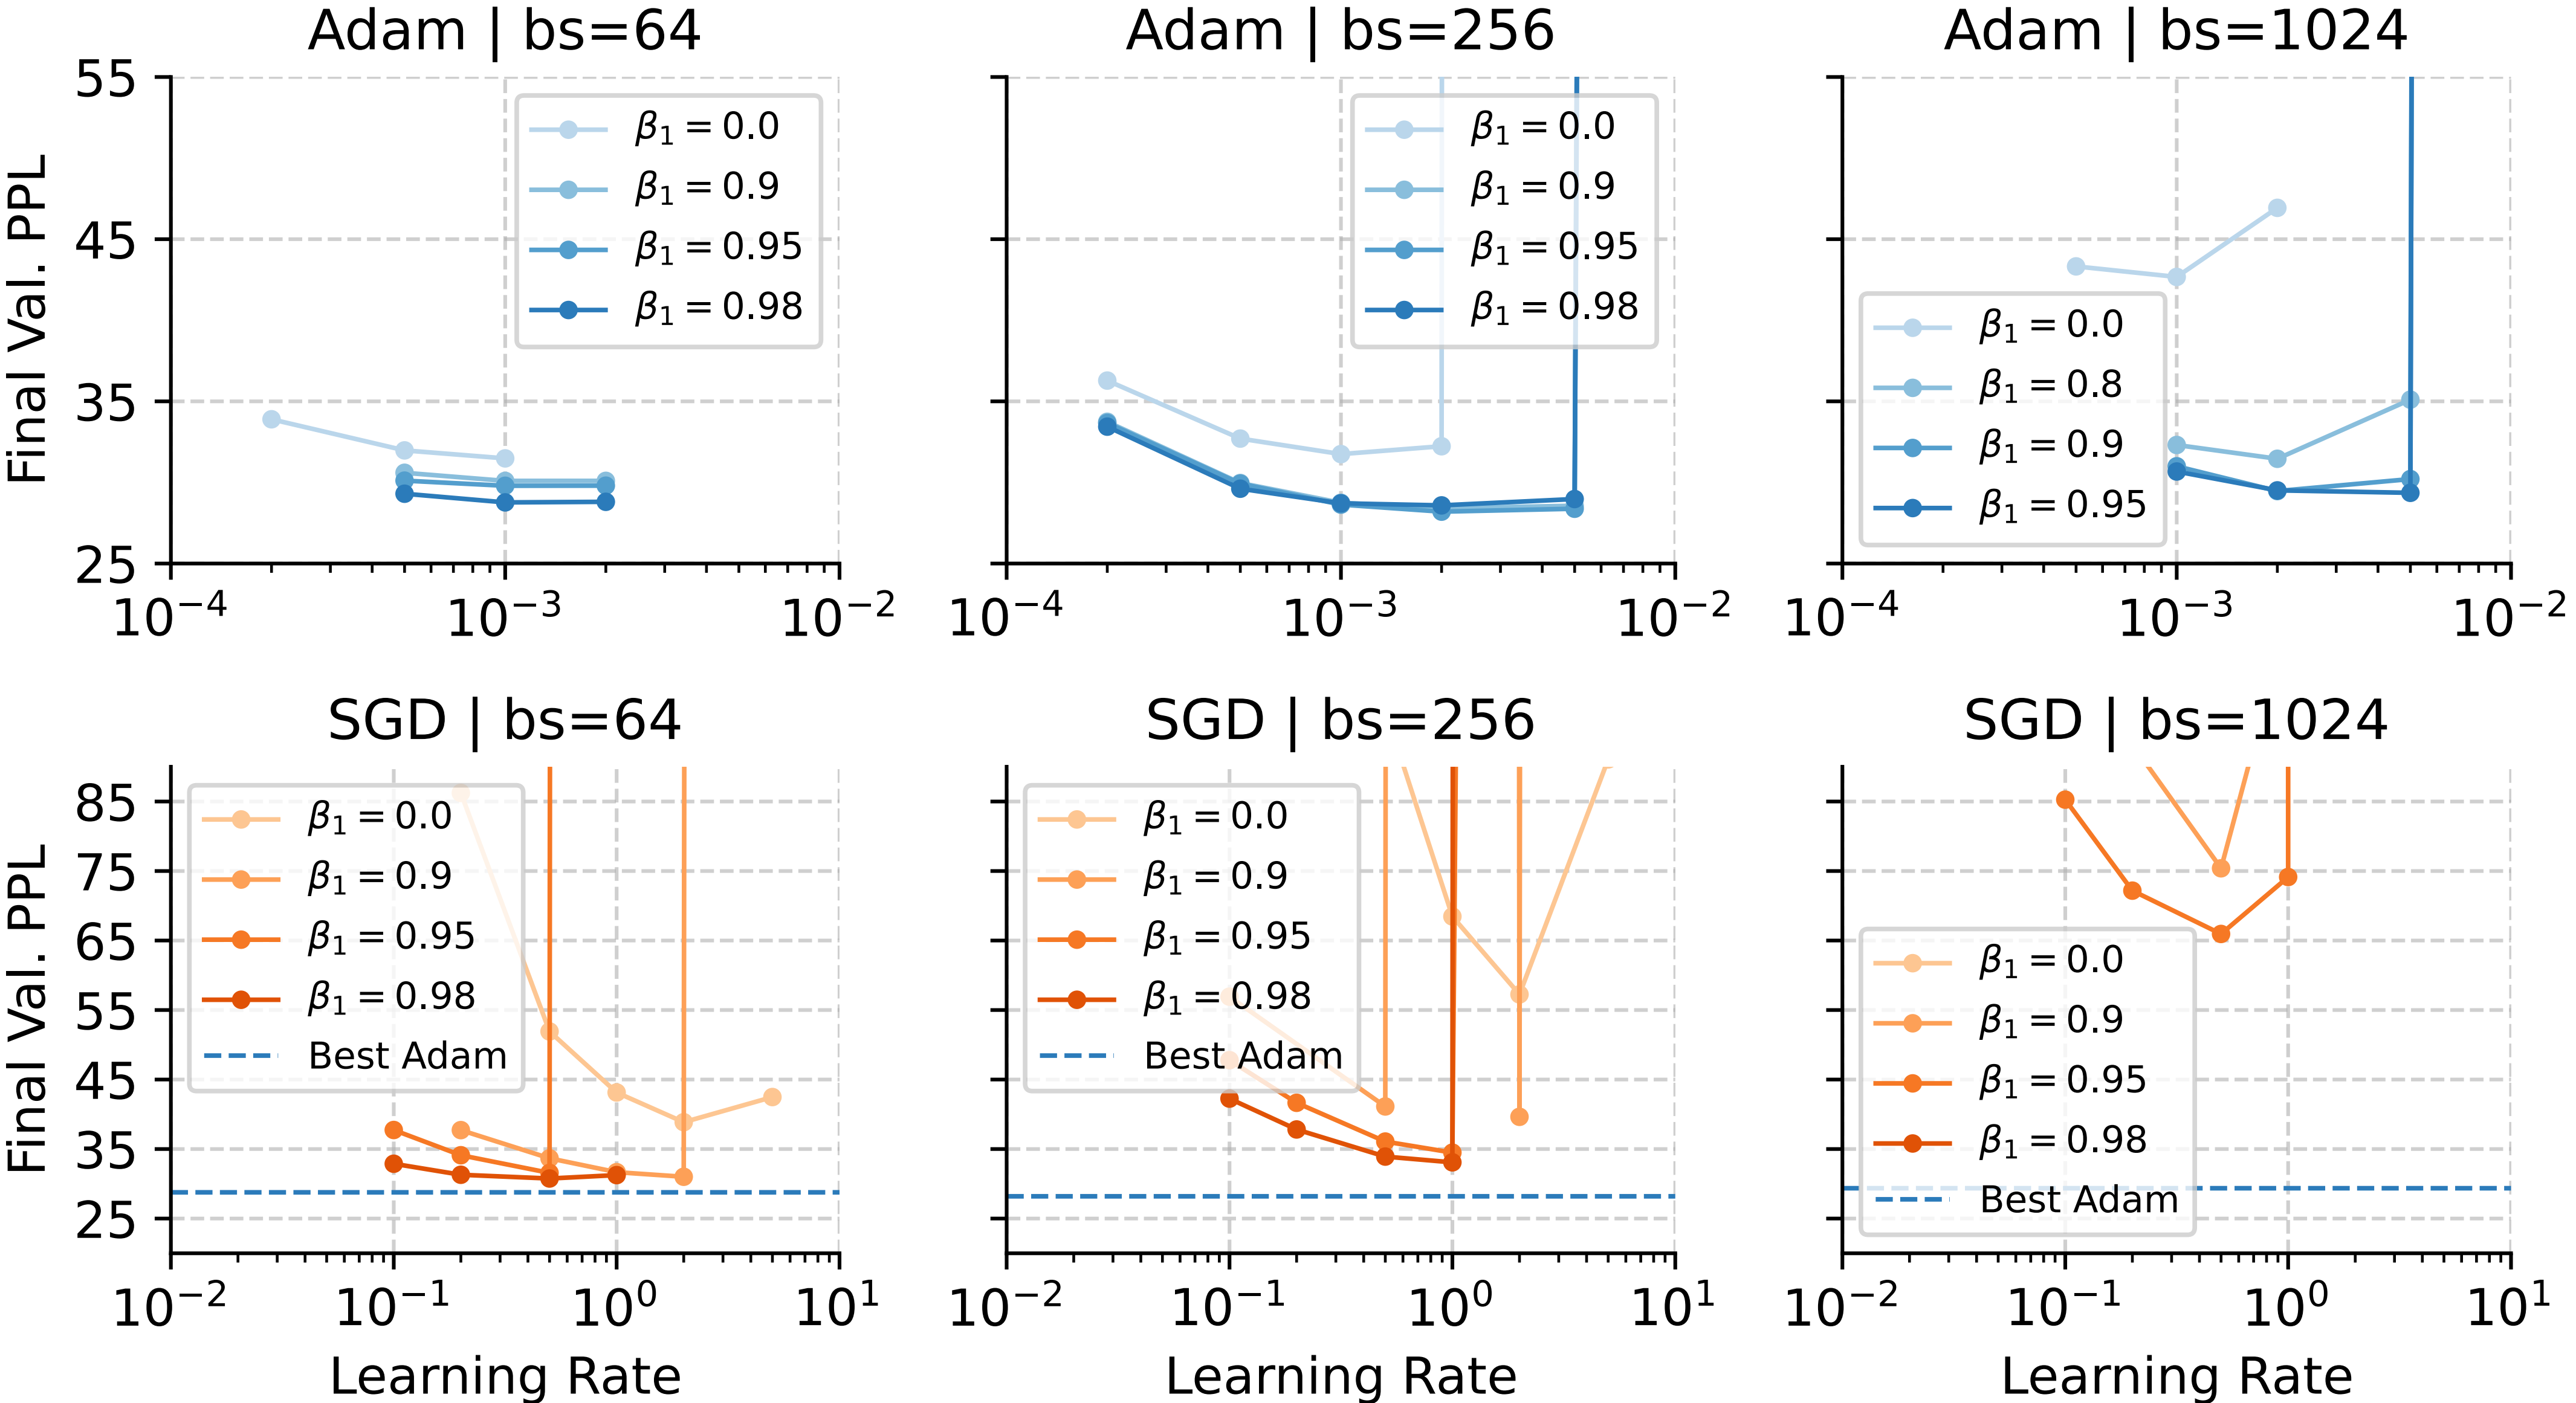 Adam | bs=64
Adam | bs=256
Adam | bs=1024
Final Val. PPL
55
45
35
25
β₁ = 0.0
β₁ = 0.9
β₁ = 0.95
β₁ = 0.98
10⁻⁴
10⁻³
10⁻²
β₁ = 0.0
β₁ = 0.9
β₁ = 0.95
β₁ = 0.98
10⁻⁴
10⁻³
10⁻²
β₁ = 0.0
β₁ = 0.8
β₁ = 0.9
β₁ = 0.95
10⁻⁴
10⁻³
10⁻²
SGD | bs=64
SGD | bs=256
SGD | bs=1024
Final Val. PPL
85
75
65
55
45
35
25
β₁ = 0.0
β₁ = 0.9
β₁ = 0.95
β₁ = 0.98
Best Adam
10⁻²
10⁻¹
10⁰
10¹
Learning Rate
β₁ = 0.0
β₁ = 0.9
β₁ = 0.95
β₁ = 0.98
Best Adam
10⁻²
10⁻¹
10⁰
10¹
Learning Rate
β₁ = 0.0
β₁ = 0.9
β₁ = 0.95
β₁ = 0.98
Best Adam
10⁻²
10⁻¹
10⁰
10¹
Learning Rate